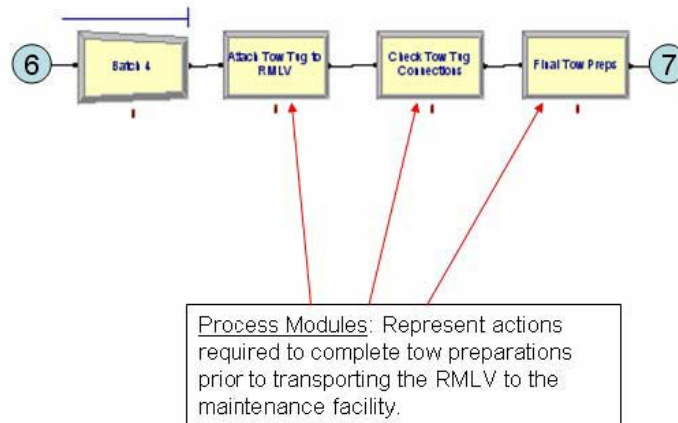 6
Batch 4
Attach Tow Tug to
RMLV
Check Tow Tug
Connections
Final Tow Preps
7
Process Modules: Represent actions
required to complete tow preparations
prior to transporting the RMLV to the
maintenance facility.